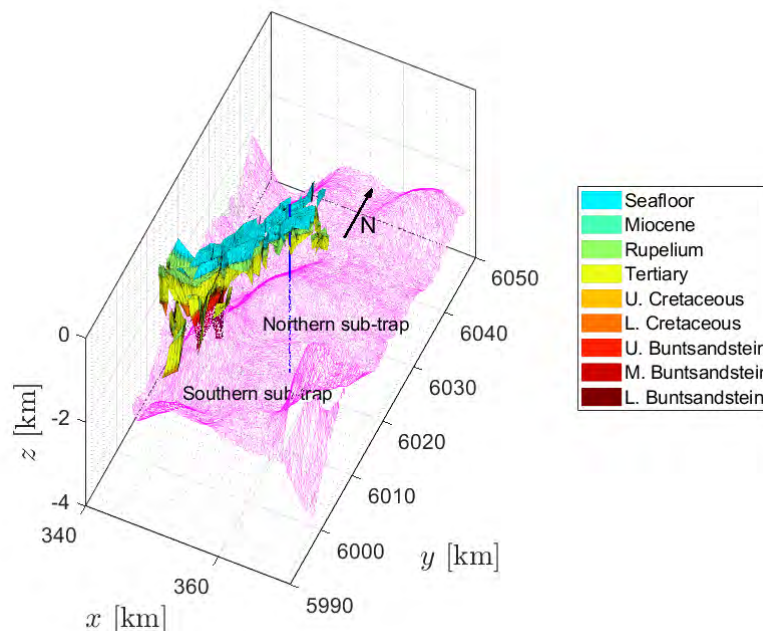 N
Northern sub-trap
Southern sub-trap
0
-2
-4
z [km]
340
360
x [km]
5990
6000
6010
6020
6030
6040
6050
y [km]
Seafloor
Miocene
Rupelium
Tertiary
U. Cretaceous
L. Cretaceous
U. Buntsandstein
M. Buntsandstein
L. Buntsandstein